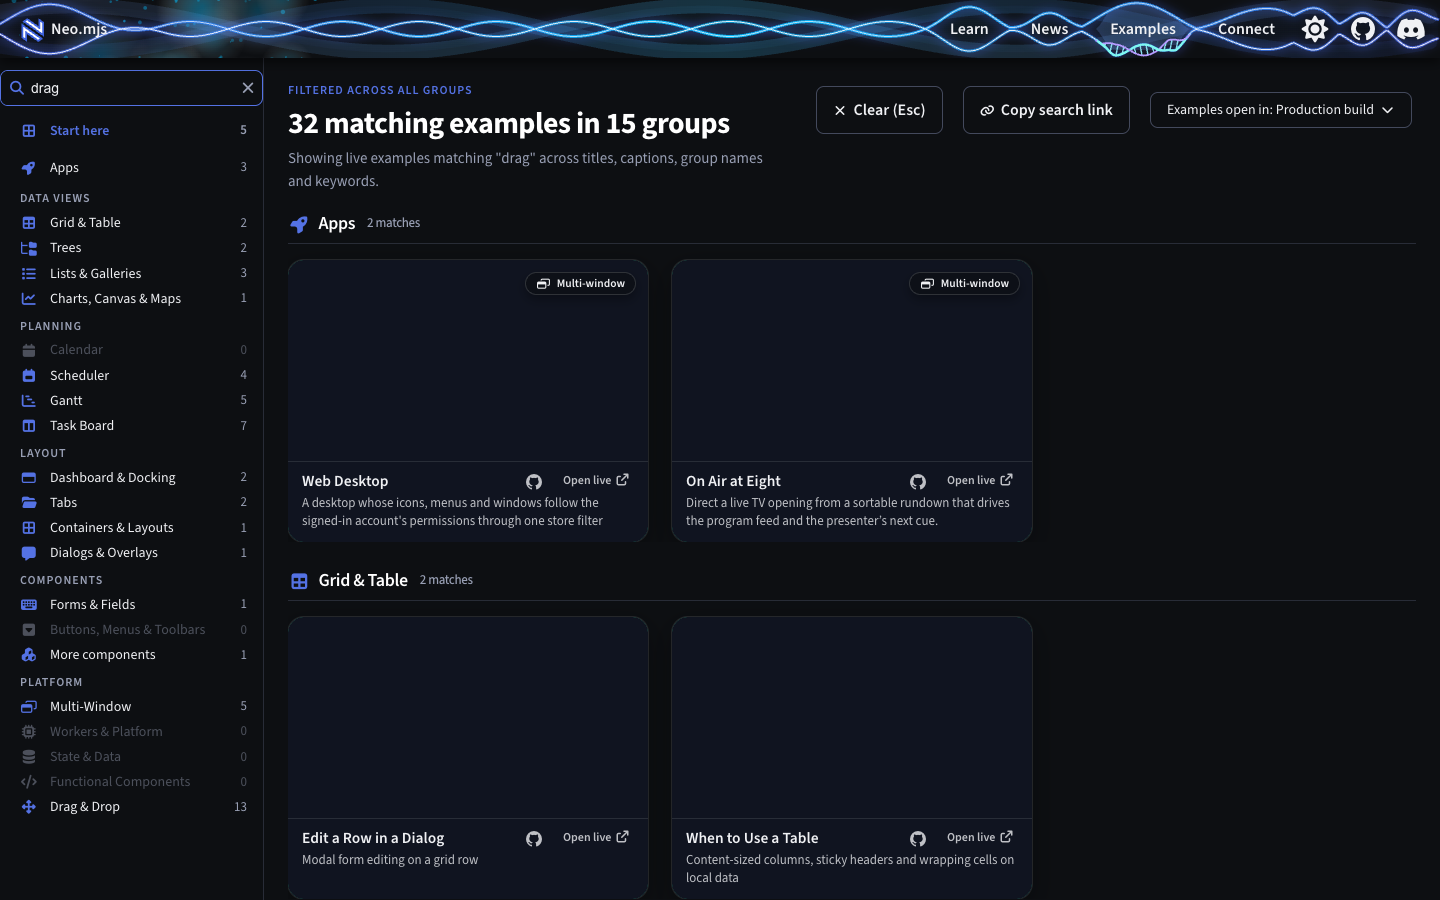 Neo.mjs
Learn
News
Examples
Connect
drag
Start here 5
Apps 3
DATA VIEWS
Grid & Table 2
Trees 2
Lists & Galleries 3
Charts, Canvas & Maps 1
PLANNING
Calendar 0
Scheduler 4
Gantt 5
Task Board 7
LAYOUT
Dashboard & Docking 2
Tabs 2
Containers & Layouts 1
Dialogs & Overlays 1
COMPONENTS
Forms & Fields 1
Buttons, Menus & Toolbars 0
More components 1
PLATFORM
Multi-Window 5
Workers & Platform 0
State & Data 0
Functional Components 0
Drag & Drop 13
FILTERED ACROSS ALL GROUPS
32 matching examples in 15 groups
Showing live examples matching "drag" across titles, captions, group names
and keywords.
Clear (Esc)
Copy search link
Examples open in: Production build
Apps 2 matches
Multi-window
Web Desktop
Open live
A desktop whose icons, menus and windows follow the
signed-in account's permissions through one store filter
Multi-window
On Air at Eight
Open live
Direct a live TV opening from a sortable rundown that drives
the program feed and the presenter’s next cue.
Grid & Table 2 matches
Edit a Row in a Dialog
Open live
Modal form editing on a grid row
When to Use a Table
Open live
Content-sized columns, sticky headers and wrapping cells on
local data